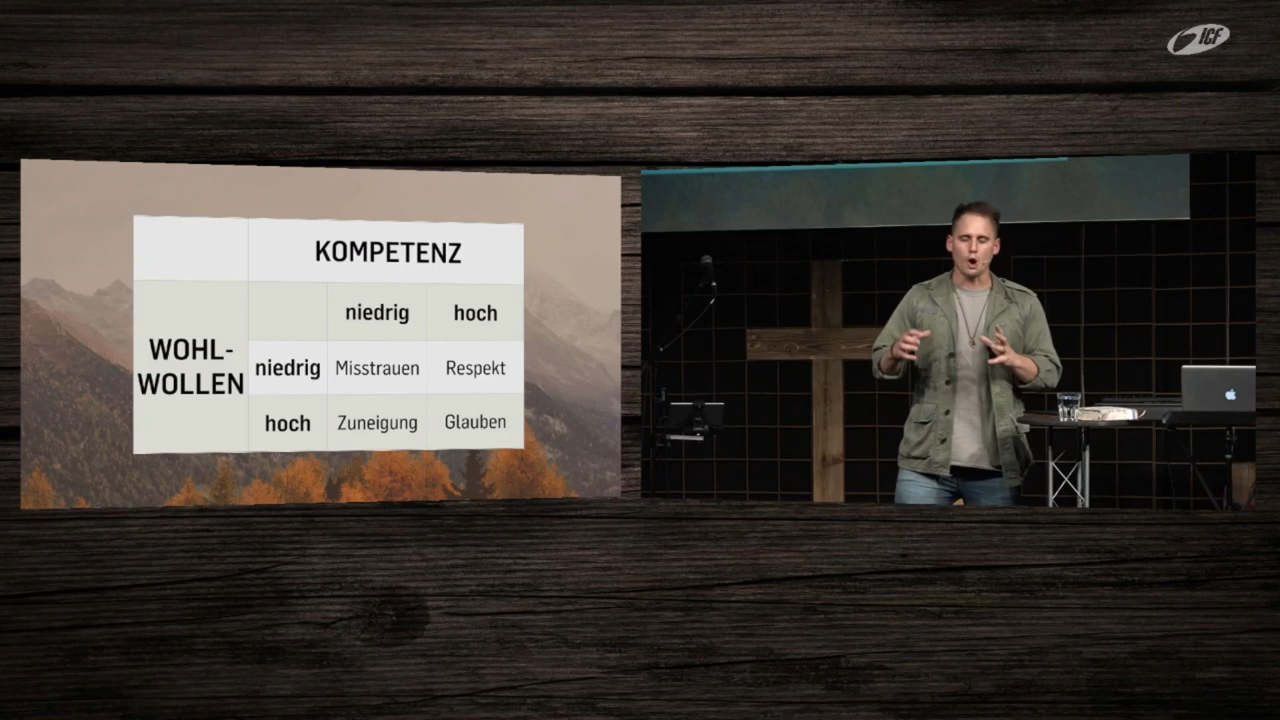 ICF
KOMPETENZ
niedrig hoch
WOHL-
WOLLEN
niedrig Misstrauen Respekt
hoch Zuneigung Glauben